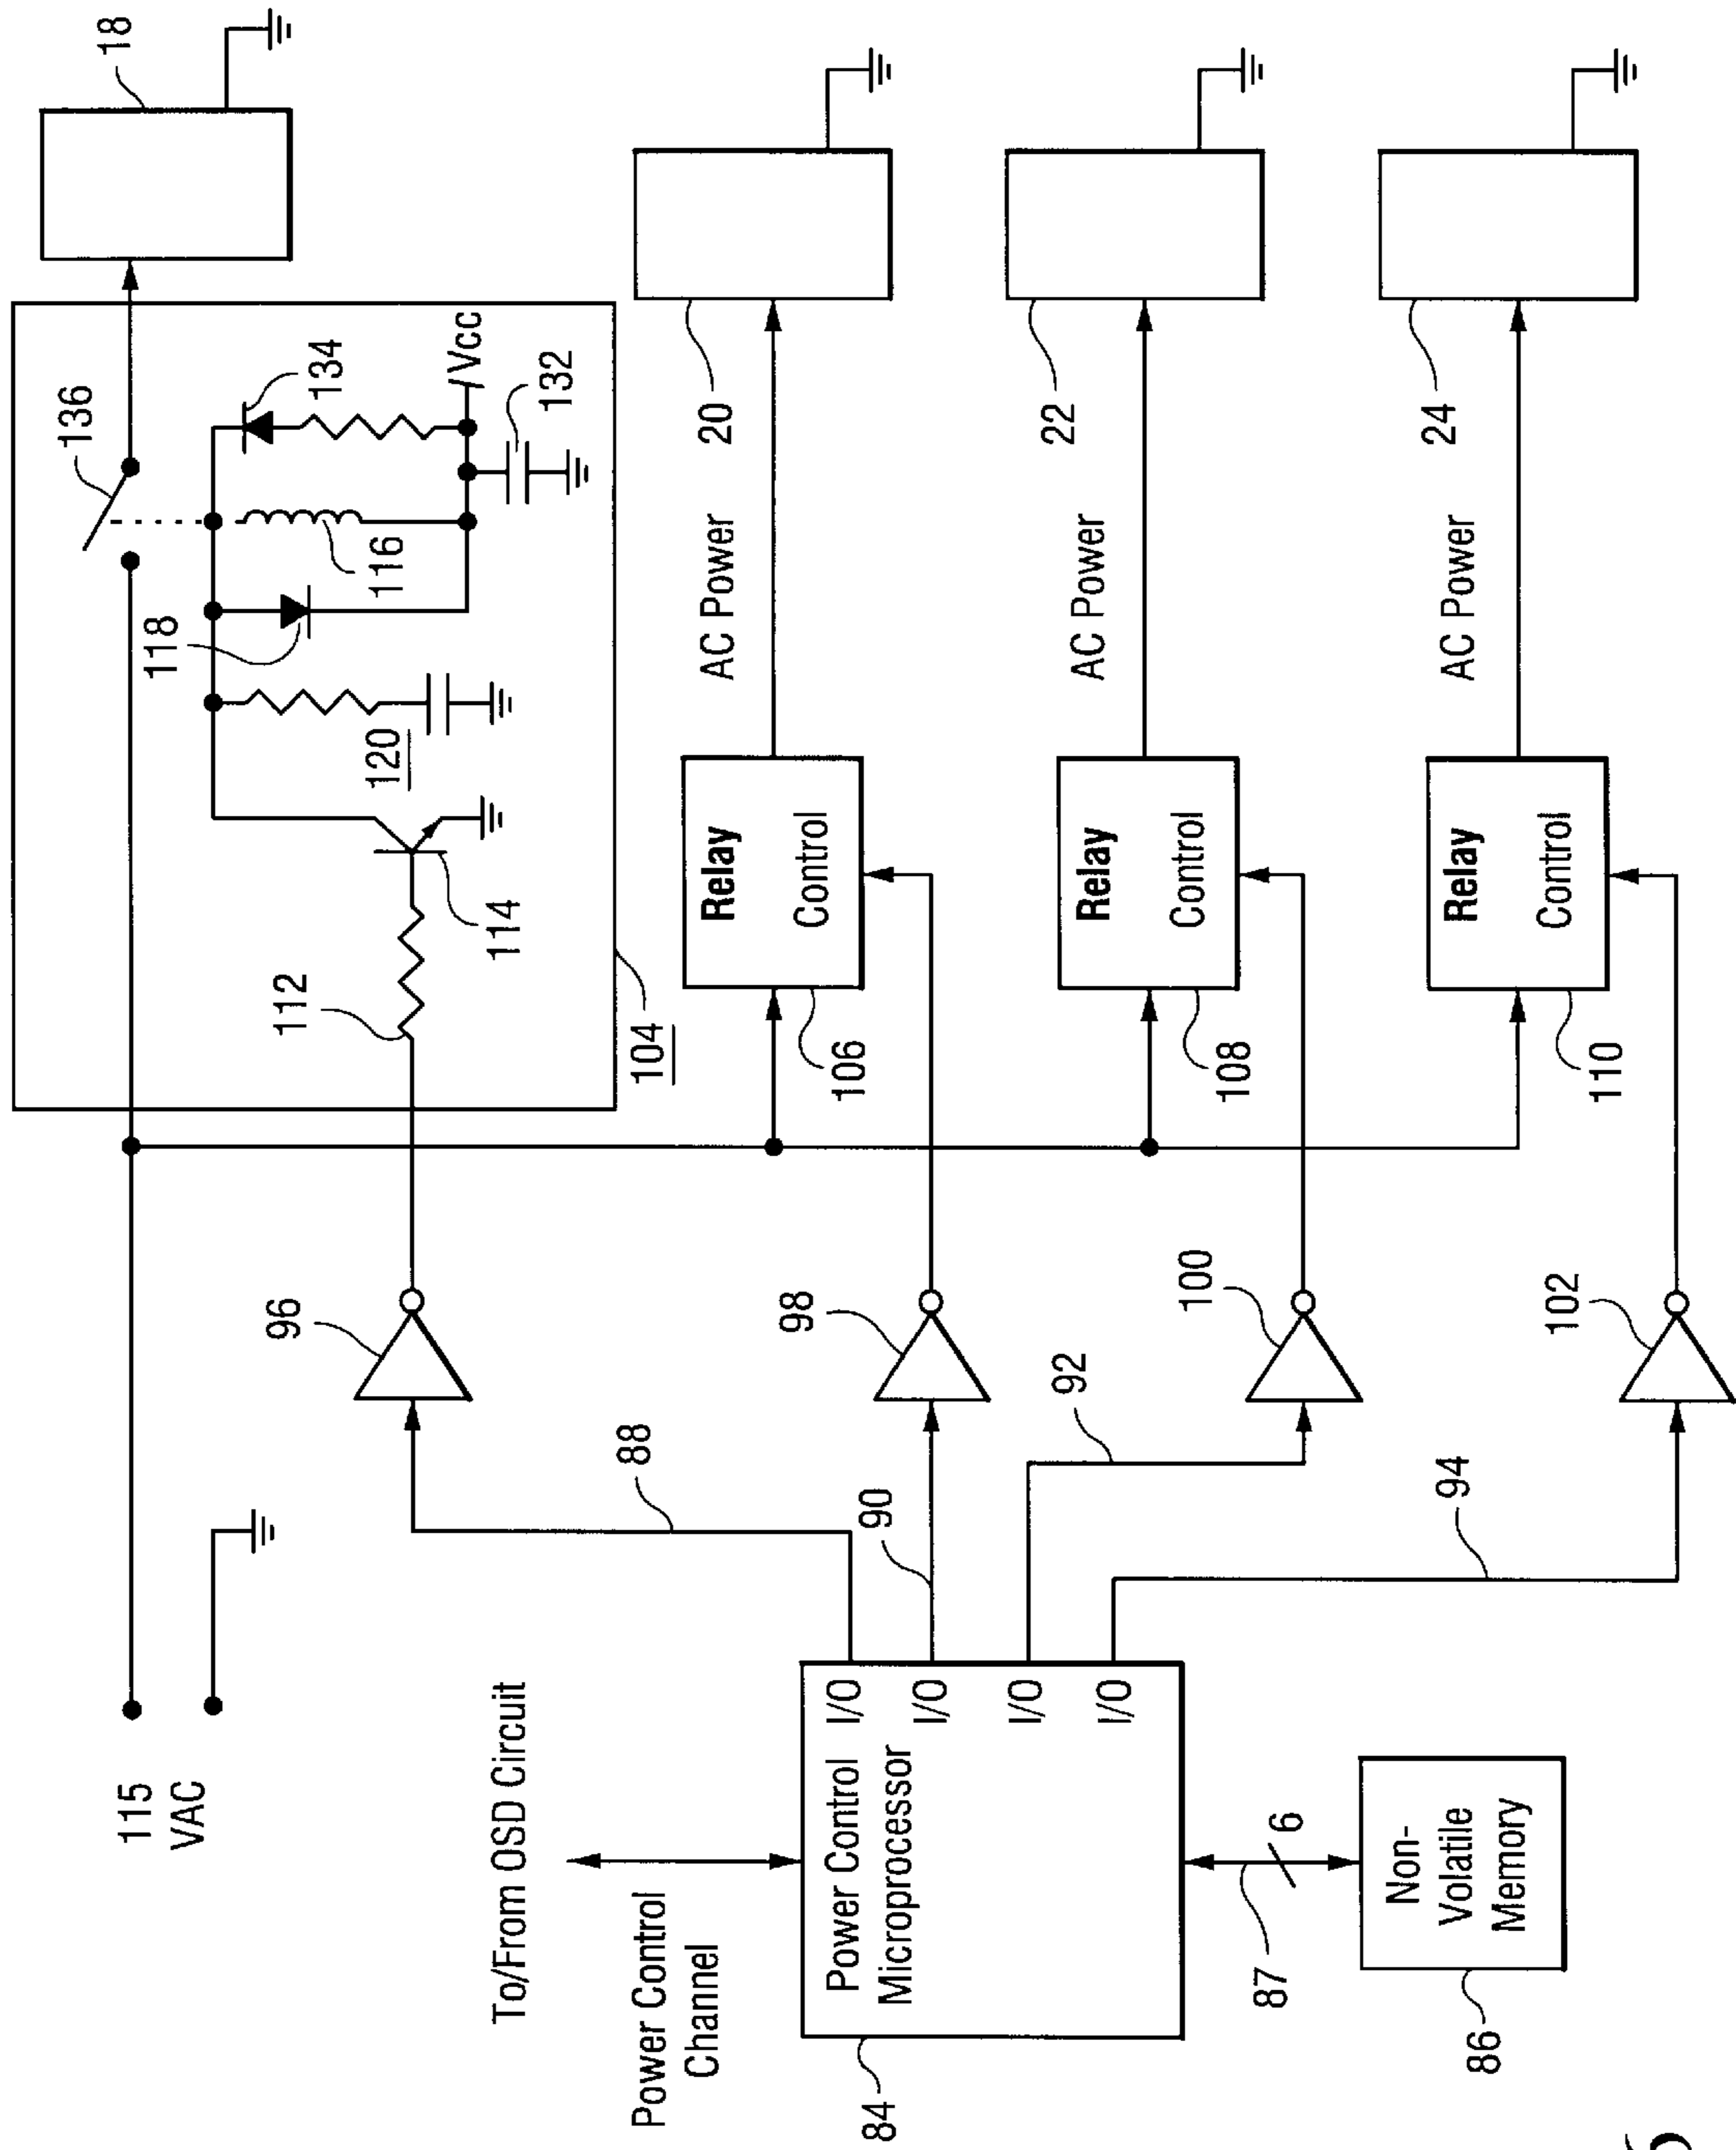 115
VAC
To/From OSD Circuit
Power Control
Channel
84
Power Control
Microprocessor
I/O
I/O
I/O
I/O
87
6
86
Non-
Volatile
Memory
88
90
92
94
96
98
100
102
104
112
114
120
118
116
136
134
Vcc
132
18
106
Relay
Control
AC Power
20
108
Relay
Control
AC Power
22
110
Relay
Control
AC Power
24